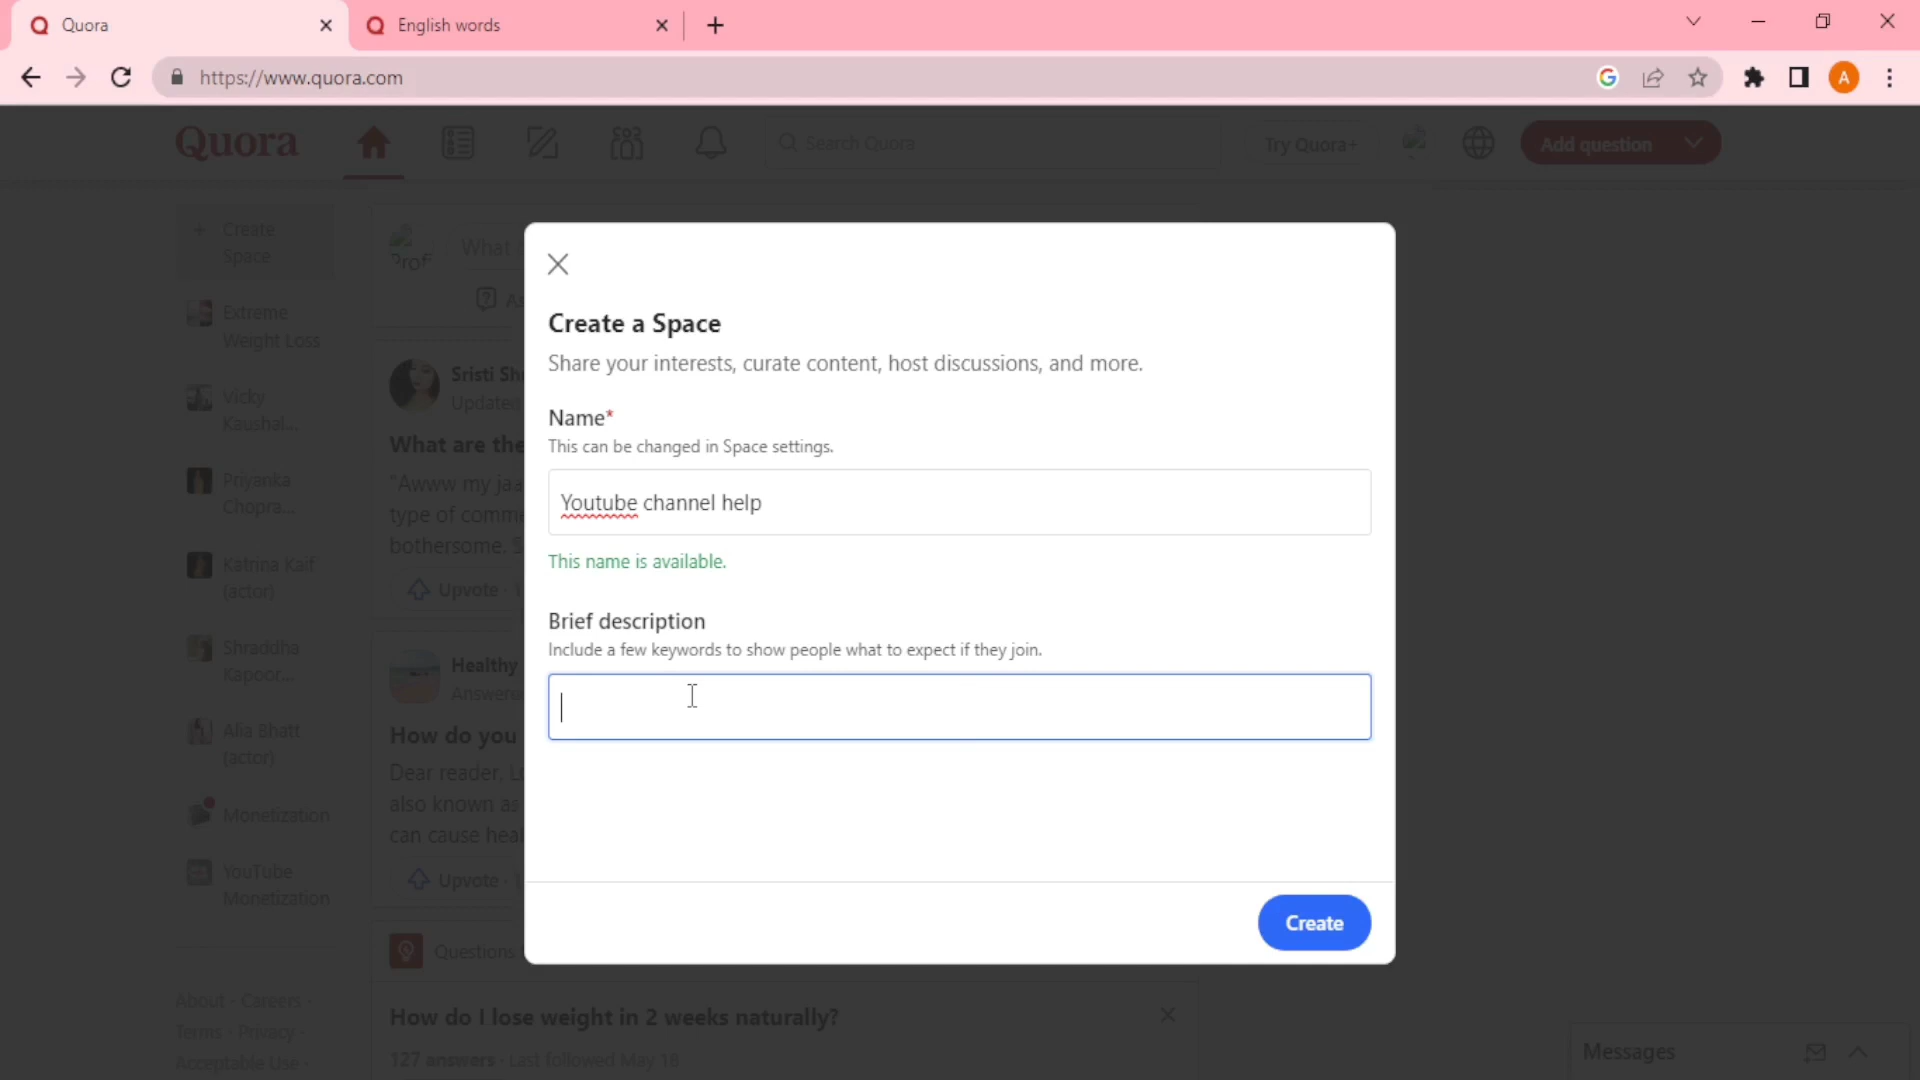 Quora
English words
https://www.quora.com
Quora
Search Quora
Try Quora+
Add question
Create
Space
Extreme
Weight Loss
Vicky
Kaushal...
Priyanka
Chopra...
Katrina Kaif
(actor)
Shraddha
Kapoor...
Alia Bhatt
(actor)
Monetization
YouTube
Monetization
About · Careers ·
Terms · Privacy ·
Acceptable Use ·
What
Sristi
Updated
What are the
"Awww my
type of
bothersome.
Upvote
Healthy
How do you
Dear reader,
also known as
can cause
Upvote
Questions
How do I lose weight in 2 weeks naturally?
127 answers · Last followed May 18
Create a Space
Share your interests, curate content, host discussions, and more.
Name*
This can be changed in Space settings.
Youtube channel help
This name is available.
Brief description
Include a few keywords to show people what to expect if they join.
Create
Messages
A